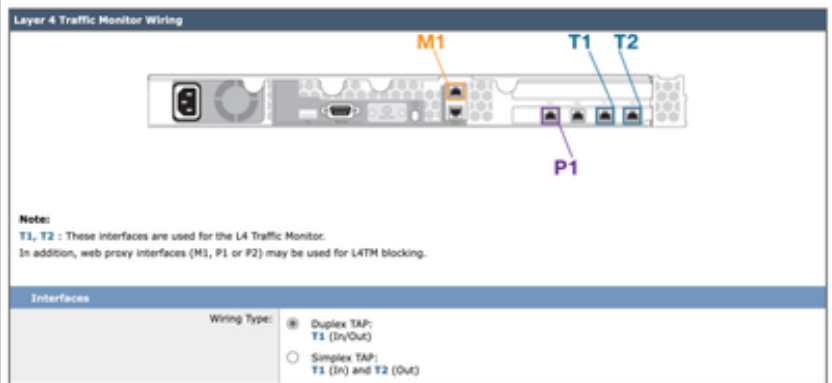 Layer 4 Traffic Monitor Wiring
M1 T1 T2
P1
Note:
T1, T2 : These interfaces are used for the L4 Traffic Monitor.
In addition, web proxy interfaces (M1, P1 or P2) may be used for L4TM blocking.
Interfaces
Wiring Type:
Duplex TAP:
T1 (In/Out)
Simplex TAP:
T1 (In) and T2 (Out)